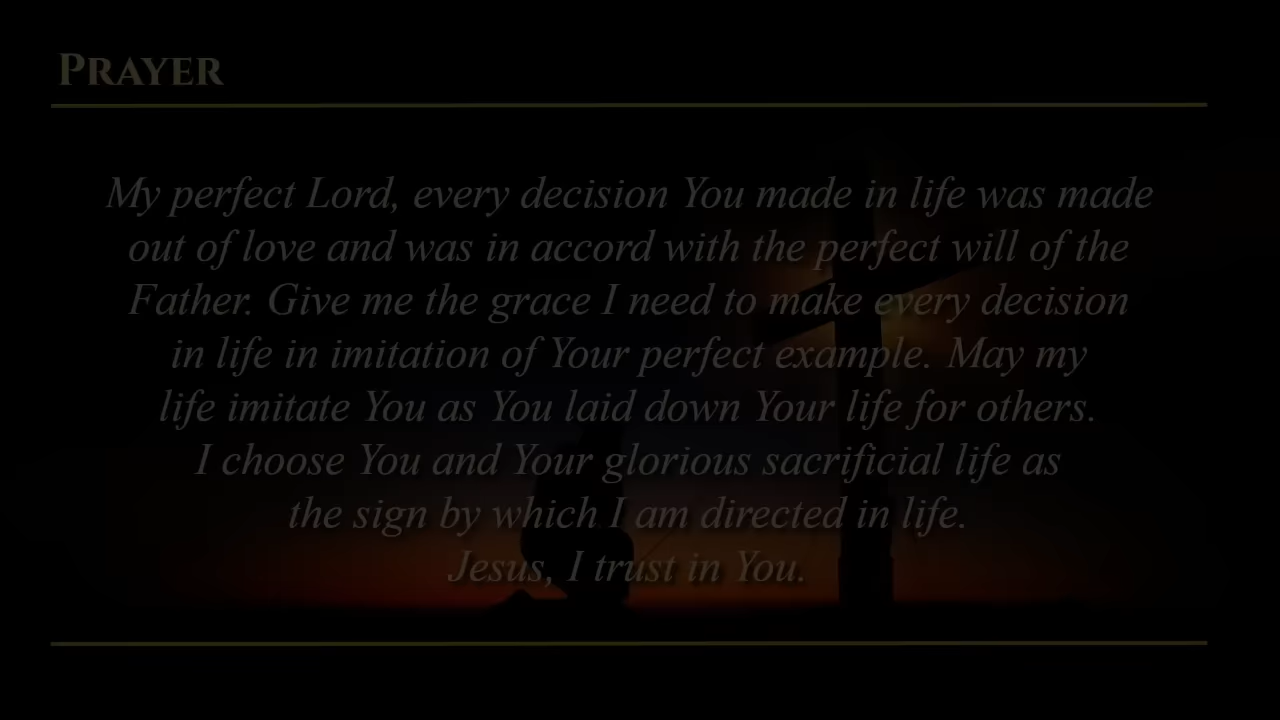 Prayer
My perfect Lord, every decision You made in life was made
out of love and was in accord with the perfect will of the
Father. Give me the grace I need to make every decision
in life in imitation of Your perfect example. May my
life imitate You as You laid down Your life for others.
I choose You and Your glorious sacrificial life as
the sign by which I am directed in life.
Jesus, I trust in You.